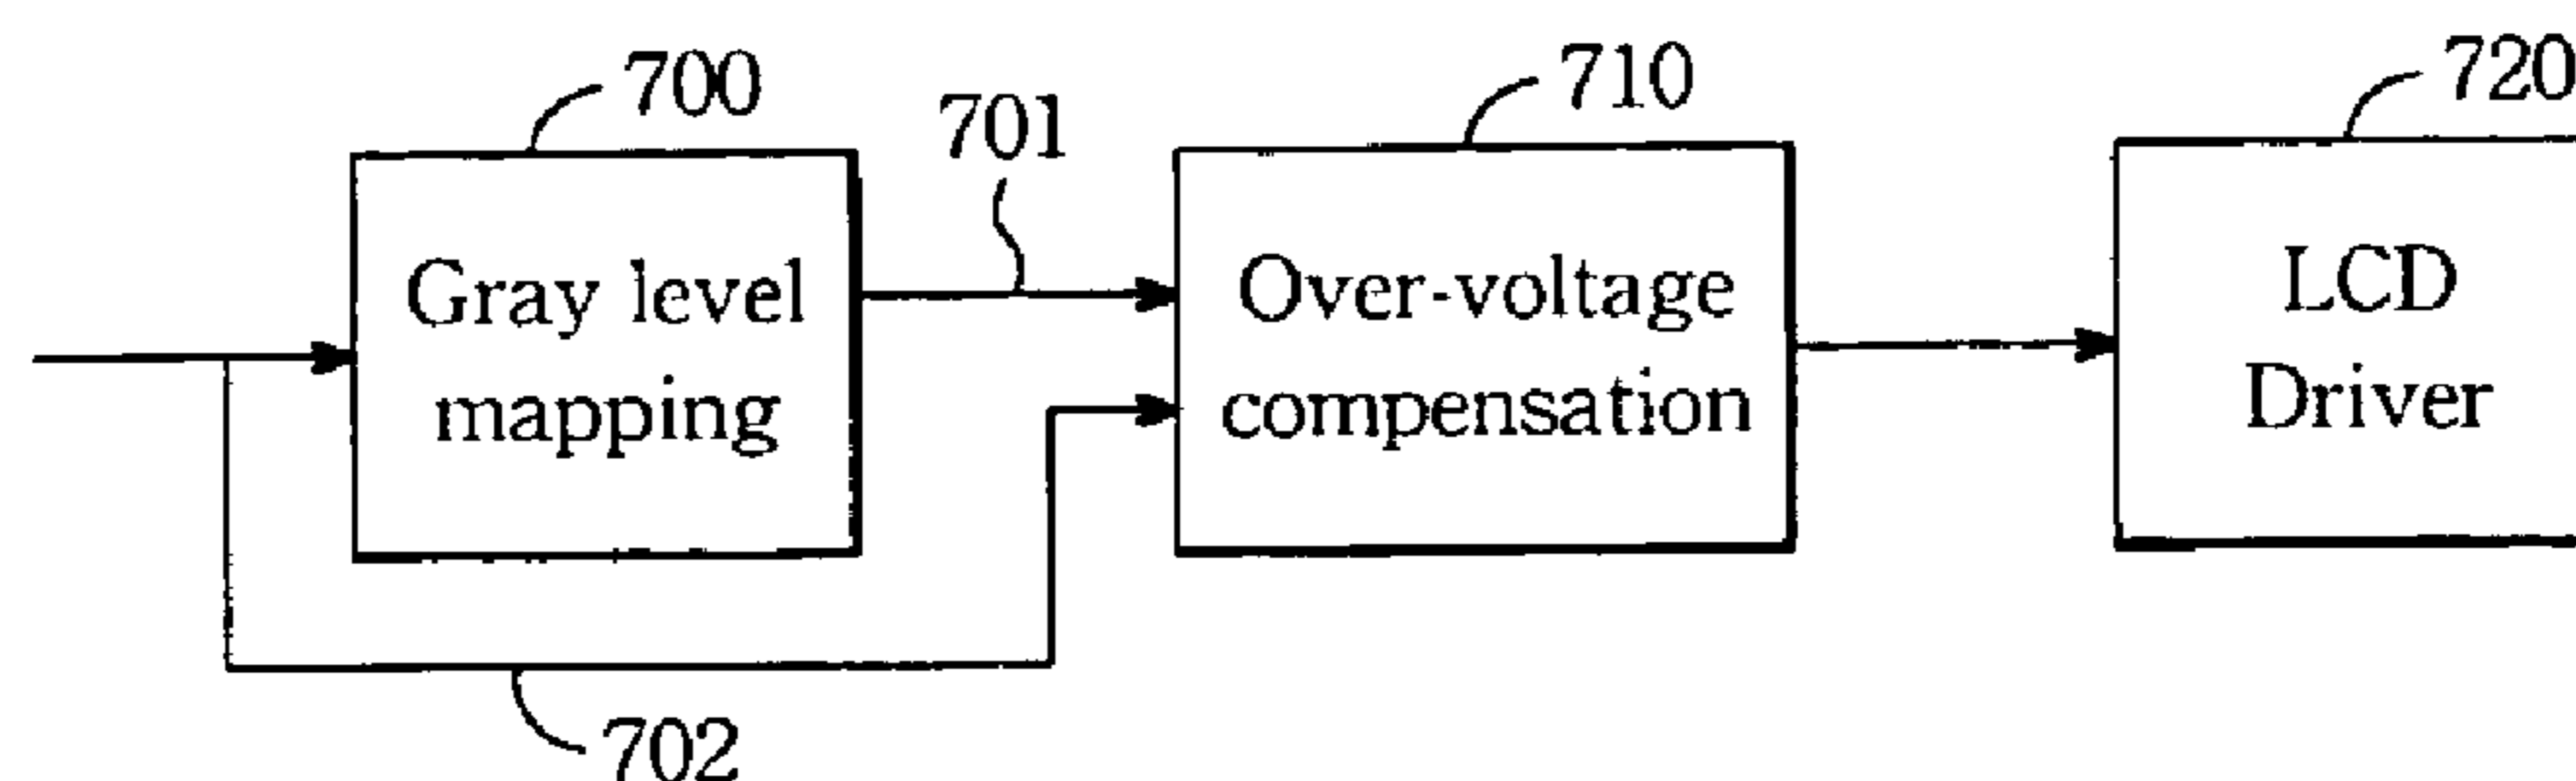 700
701
710
720
Gray level
mapping
Over-voltage
compensation
LCD
Driver
702